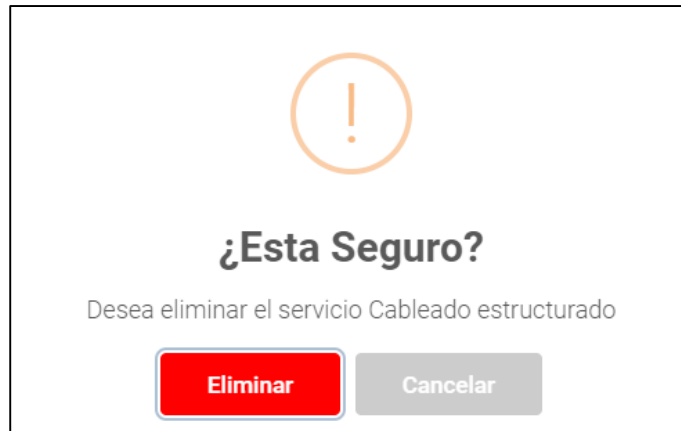 !
¿Esta Seguro?
Desea eliminar el servicio Cableado estructurado
Eliminar
Cancelar